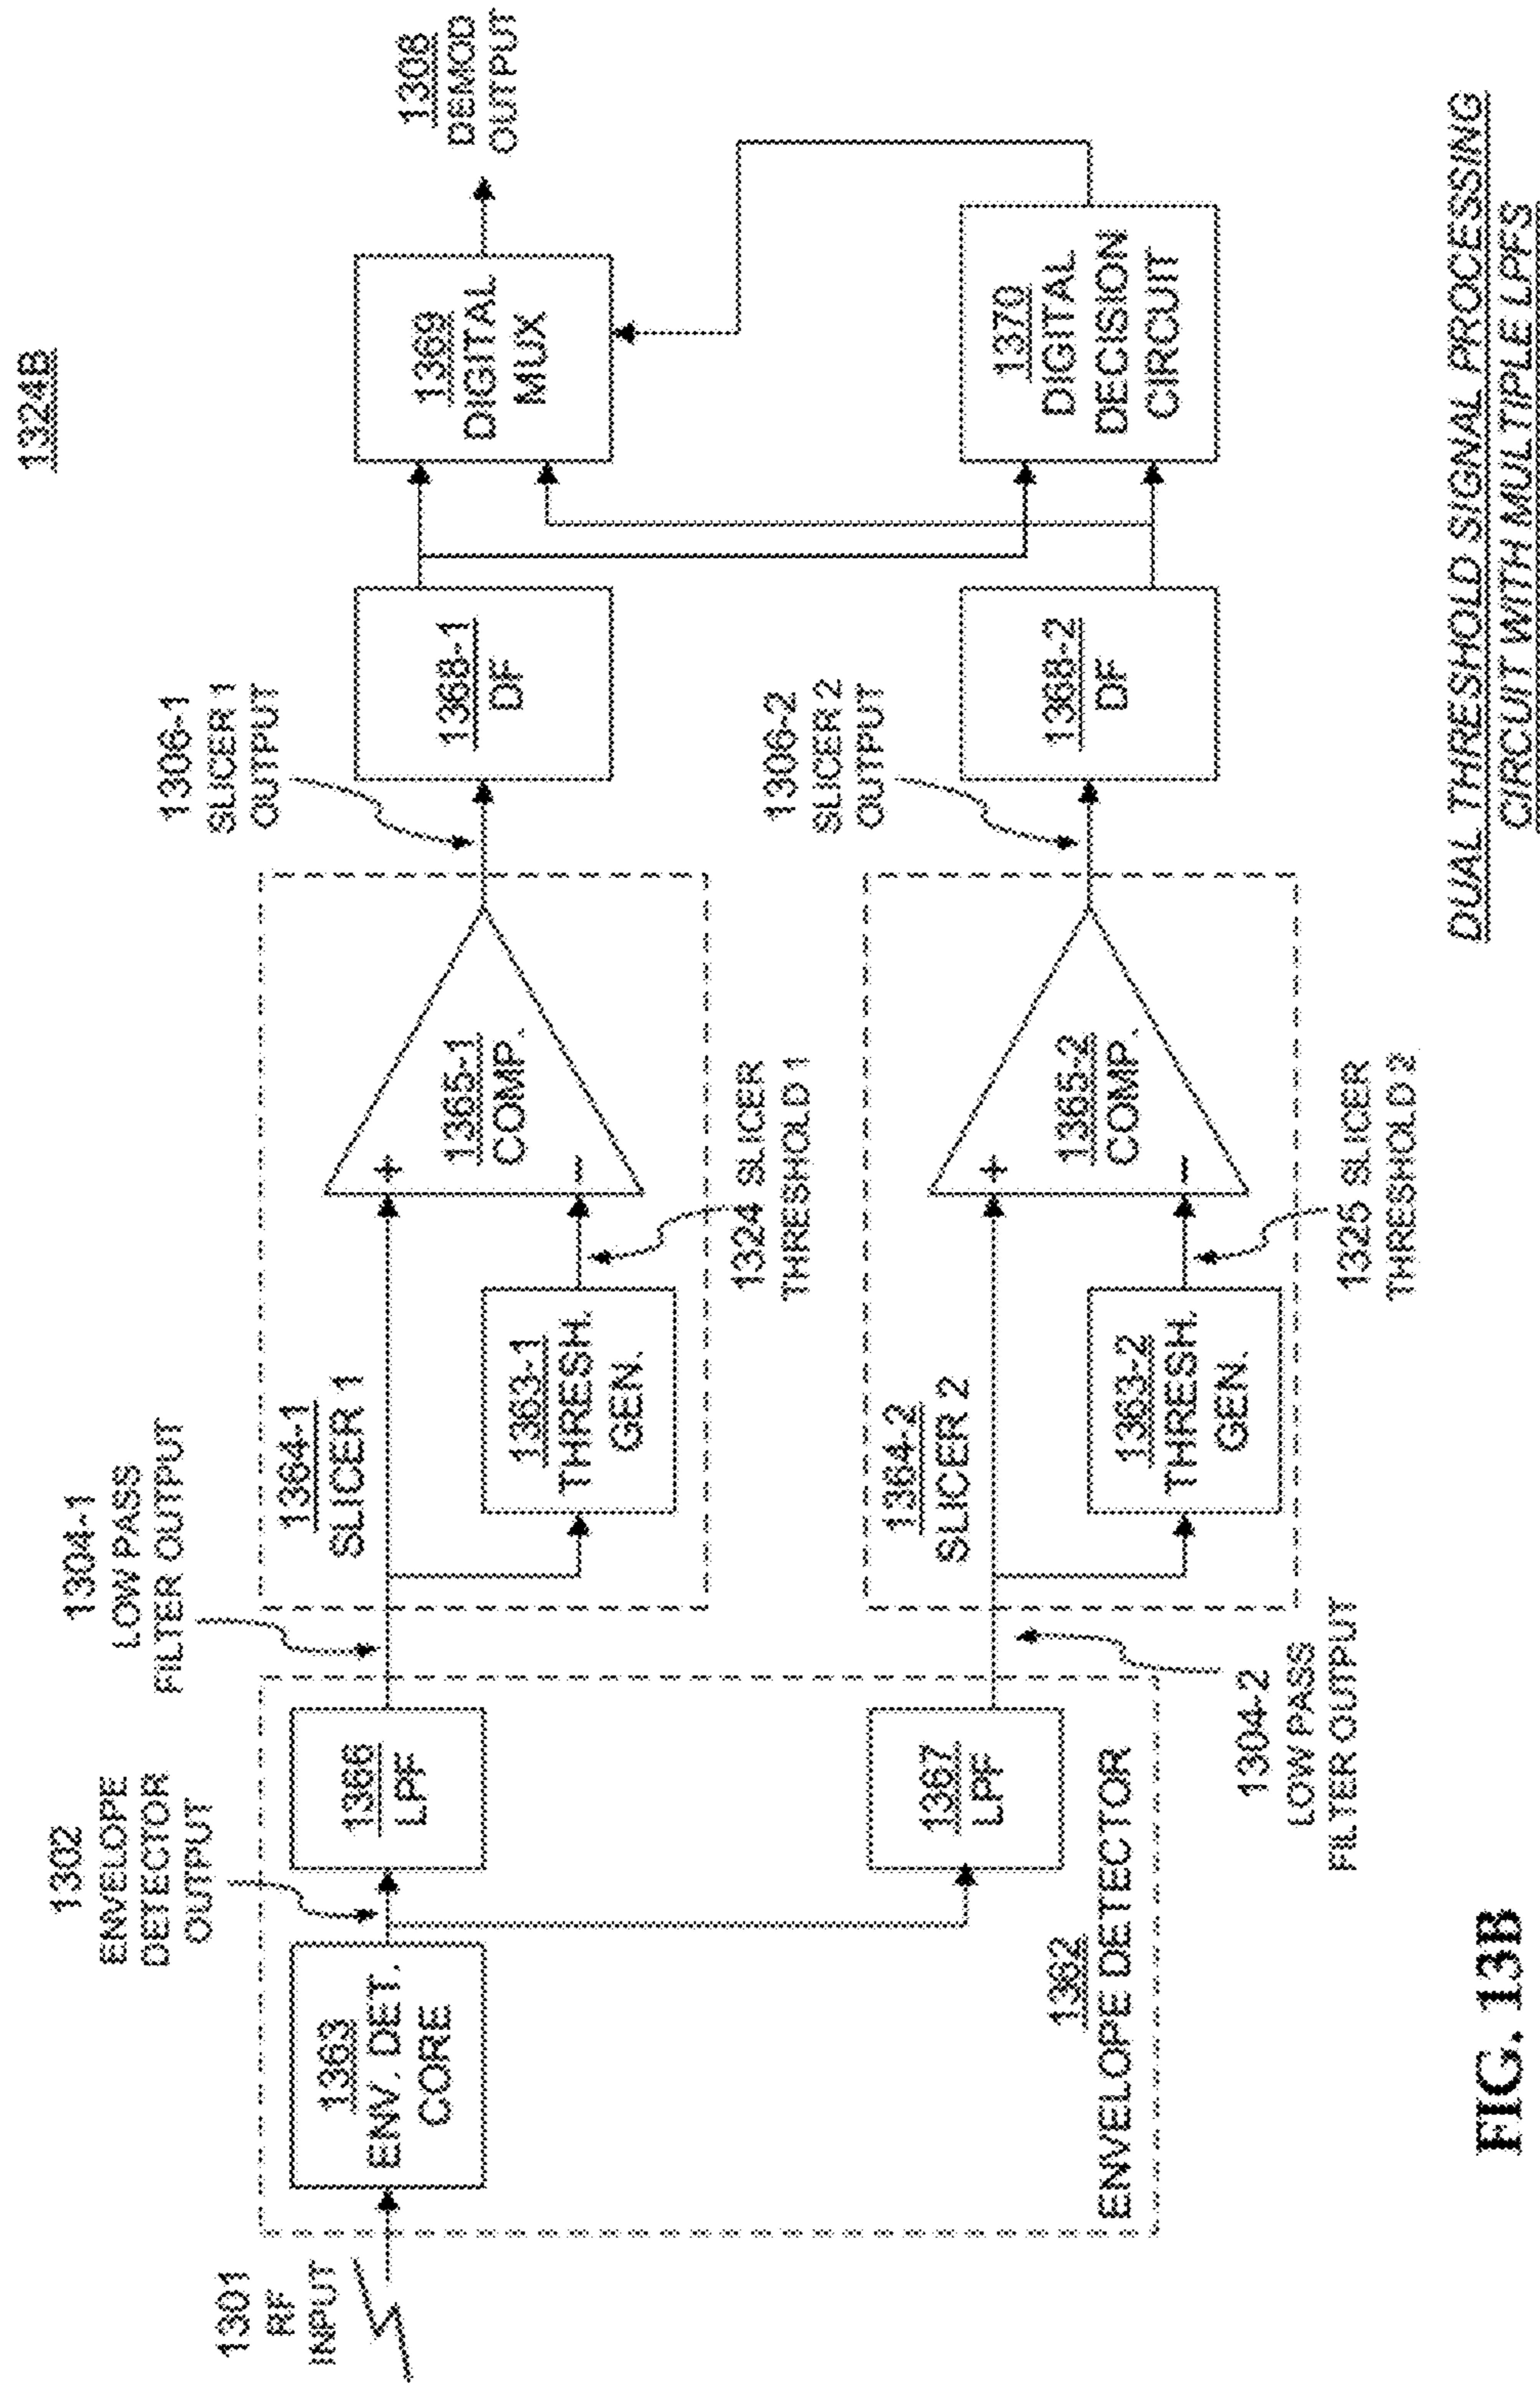 1324B
1301
RF
INPUT
1302
ENVELOPE
DETECTOR
OUTPUT
1363
ENV. DET.
CORE
1366
LPF
1367
LPF
1362
ENVELOPE DETECTOR
1304-1
LOW PASS
FILTER OUTPUT
1304-2
LOW PASS
FILTER OUTPUT
1364-1
SLICER 1
1363-1
THRESH.
GEN.
+
−
1365-1
COMP.
1324 SLICER
THRESHOLD 1
1364-2
SLICER 2
1363-2
THRESH.
GEN.
+
−
1365-2
COMP.
1325 SLICER
THRESHOLD 2
1306-1
SLICER 1
OUTPUT
1306-2
SLICER 2
OUTPUT
1368-1
DF
1368-2
DF
1369
DIGITAL
MUX
1370
DIGITAL
DECISION
CIRCUIT
1308
DEMOD
OUTPUT
FIG. 13B
DUAL THRESHOLD SIGNAL PROCESSING
CIRCUIT WITH MULTIPLE LPFS